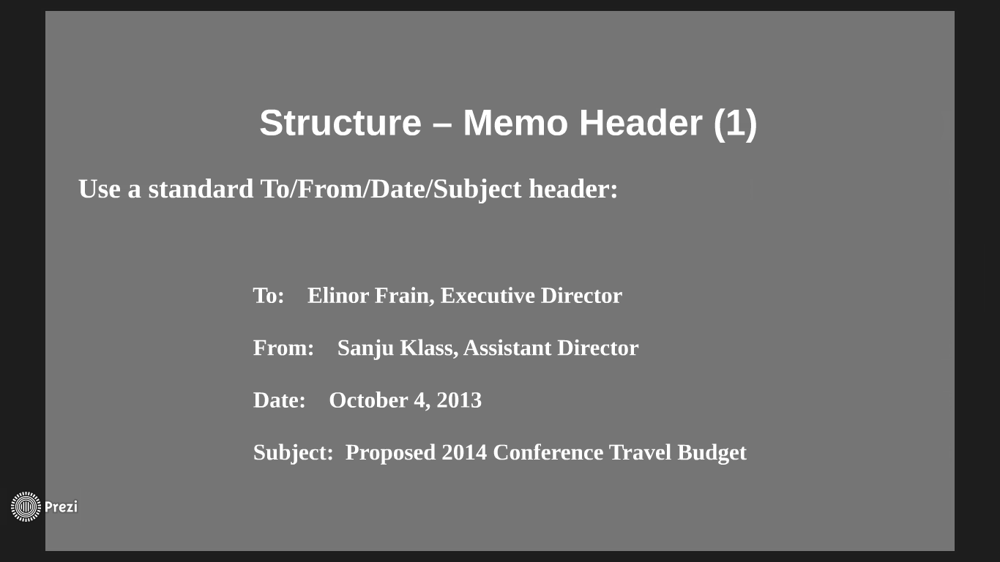 Structure – Memo Header (1)
Use a standard To/From/Date/Subject header:
To: Elinor Frain, Executive Director
From: Sanju Klass, Assistant Director
Date: October 4, 2013
Subject: Proposed 2014 Conference Travel Budget
Prezi